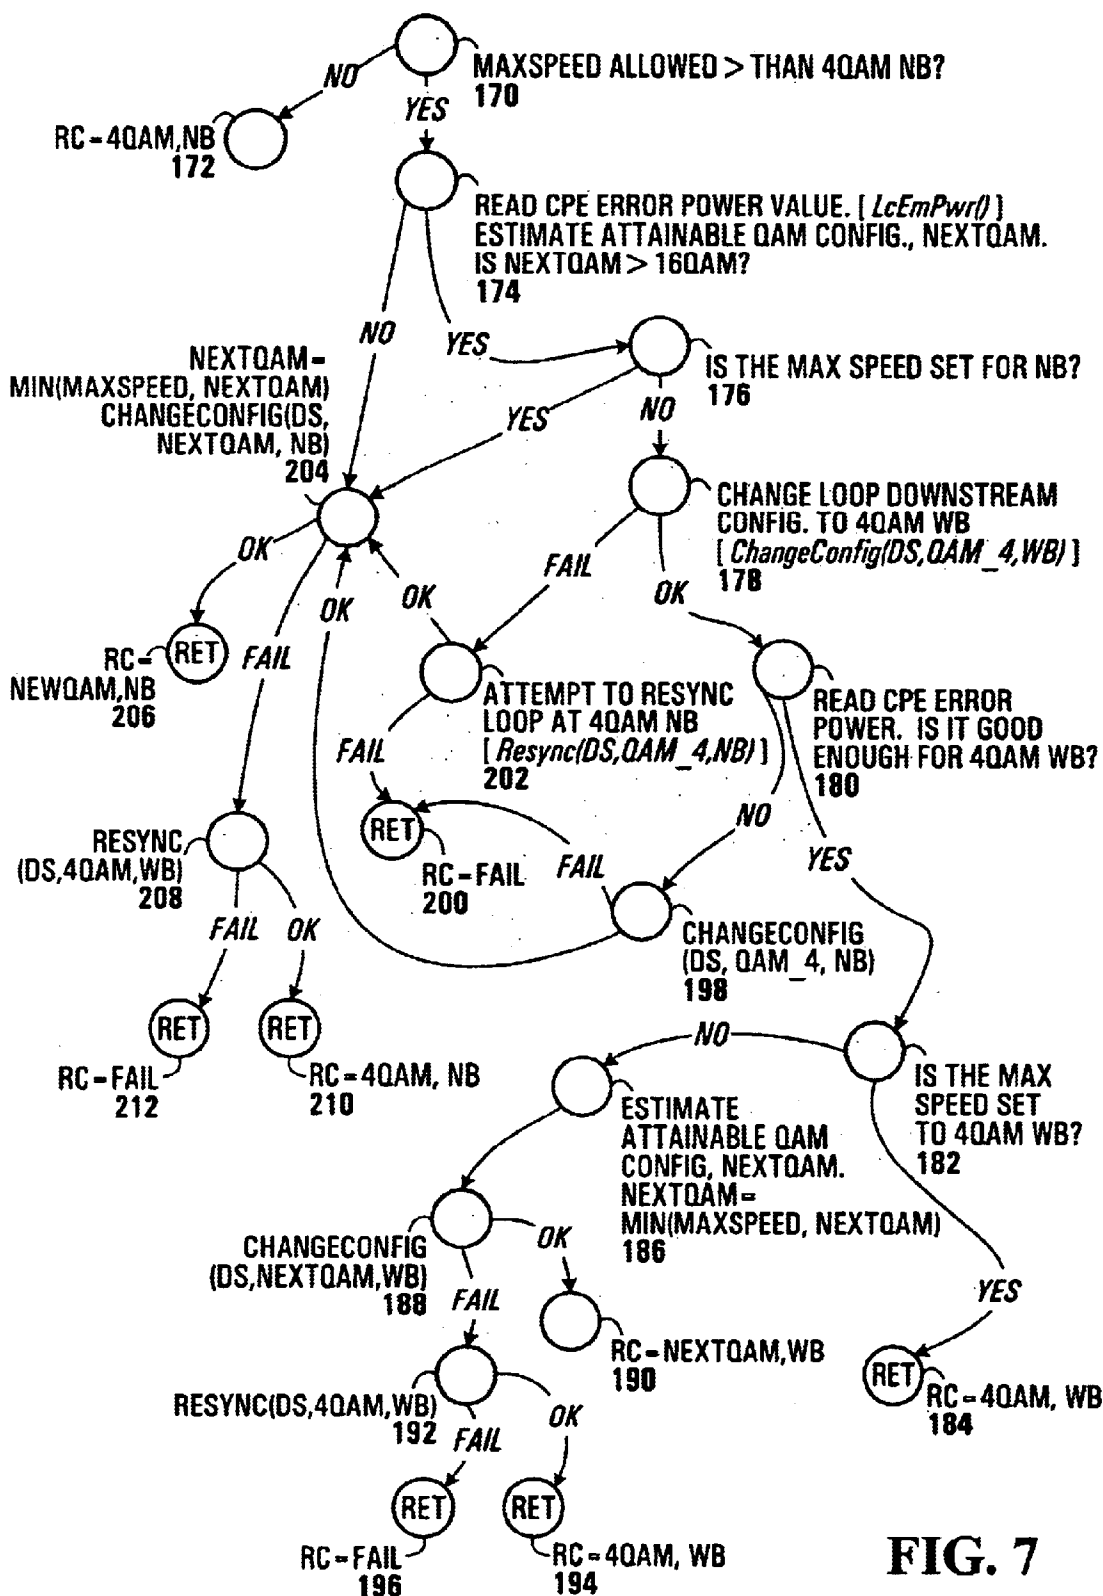 MAXSPEED ALLOWED > THAN 4QAM NB?
170
NO
YES
RC=4QAM,NB
172
READ CPE ERROR POWER VALUE. [ LcEmPwr() ]
ESTIMATE ATTAINABLE QAM CONFIG., NEXTQAM.
IS NEXTQAM > 16QAM?
174
NO
YES
NEXTQAM=
MIN(MAXSPEED, NEXTQAM)
CHANGECONFIG(DS,
NEXTQAM, NB)
204
IS THE MAX SPEED SET FOR NB?
176
YES
NO
CHANGE LOOP DOWNSTREAM
CONFIG. TO 4QAM WB
[ ChangeConfig(DS,QAM_4,WB) ]
178
OK
FAIL
OK
OK
OK
RET
RC=
NEWQAM,NB
206
FAIL
ATTEMPT TO RESYNC
LOOP AT 4QAM NB
[ Resync(DS,QAM_4,NB) ]
202
READ CPE ERROR
POWER. IS IT GOOD
ENOUGH FOR 4QAM WB?
180
FAIL
RET
RC=FAIL
200
NO
YES
FAIL
RESYNC
(DS,4QAM,WB)
208
FAIL
OK
CHANGECONFIG
(DS, QAM_4, NB)
198
RET
RC=FAIL
212
RET
RC=4QAM, NB
210
NO
IS THE MAX
SPEED SET
TO 4QAM WB?
182
ESTIMATE
ATTAINABLE QAM
CONFIG, NEXTQAM.
NEXTQAM=
MIN(MAXSPEED, NEXTQAM)
186
CHANGECONFIG
(DS,NEXTQAM,WB)
188
OK
FAIL
YES
RC=NEXTQAM,WB
190
RET
RC=4QAM, WB
184
RESYNC(DS,4QAM,WB)
192
FAIL
OK
RET
RC=FAIL
196
RET
RC=4QAM, WB
194
FIG. 7